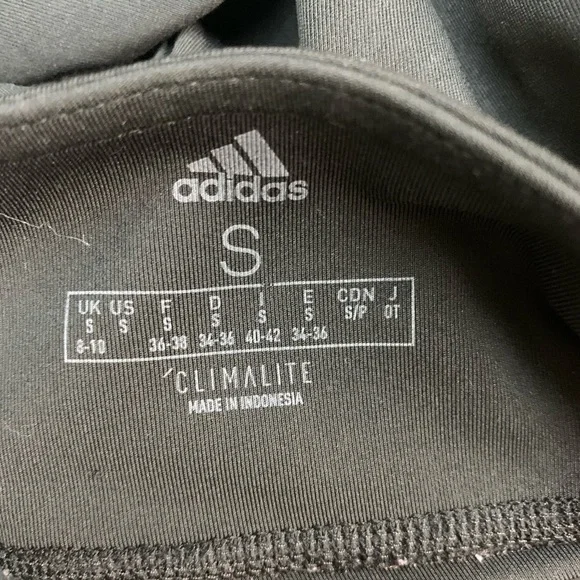 adidas
S
UK US F D I E CDN J
S S S S S S S/P OT
8-10 36-38 34-36 40-42 34-36
CLIMALITE
MADE IN INDONESIA